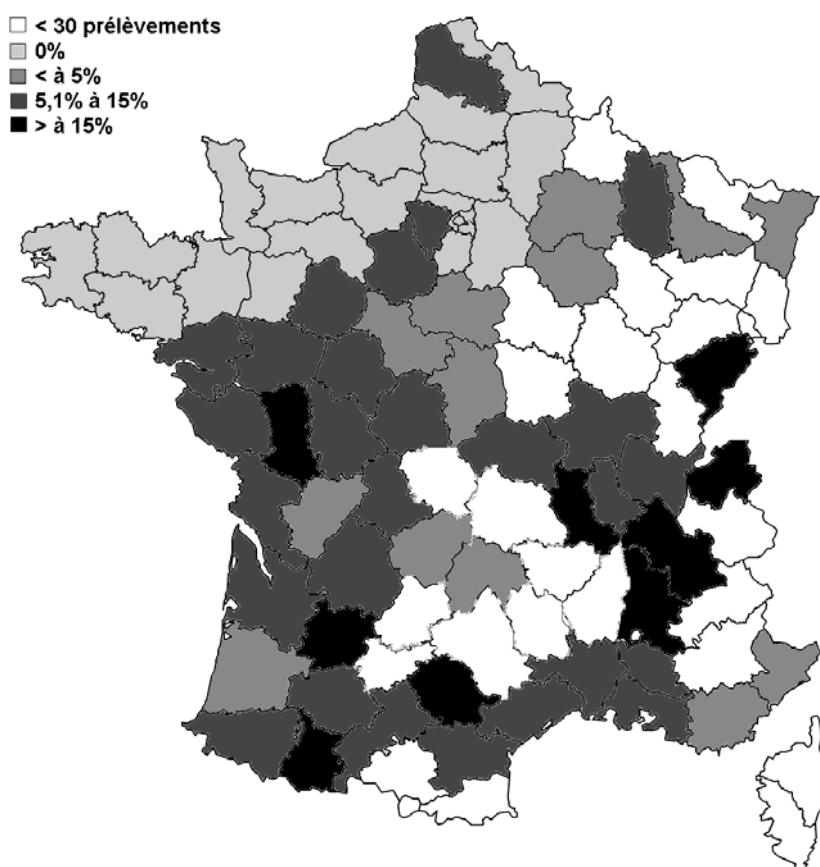 < 30 prélèvements
0%
< à 5%
5,1% à 15%
> à 15%